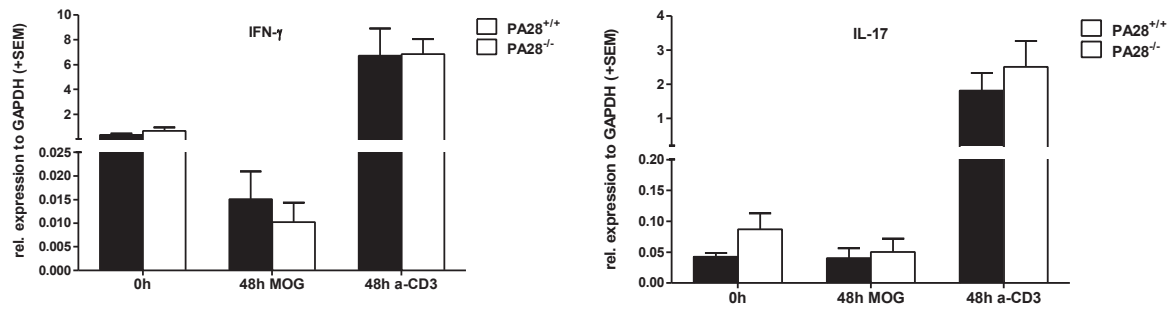 IFN-γ
PA28+/+
PA28-/-
rel. expression to GAPDH (+SEM)
10
8
6
4
2
0.025
0.020
0.015
0.010
0.005
0.000
0h
48h MOG
48h a-CD3
IL-17
PA28+/+
PA28-/-
rel. expression to GAPDH (+SEM)
4
3
2
1
0.20
0.15
0.10
0.05
0.00
0h
48h MOG
48h a-CD3